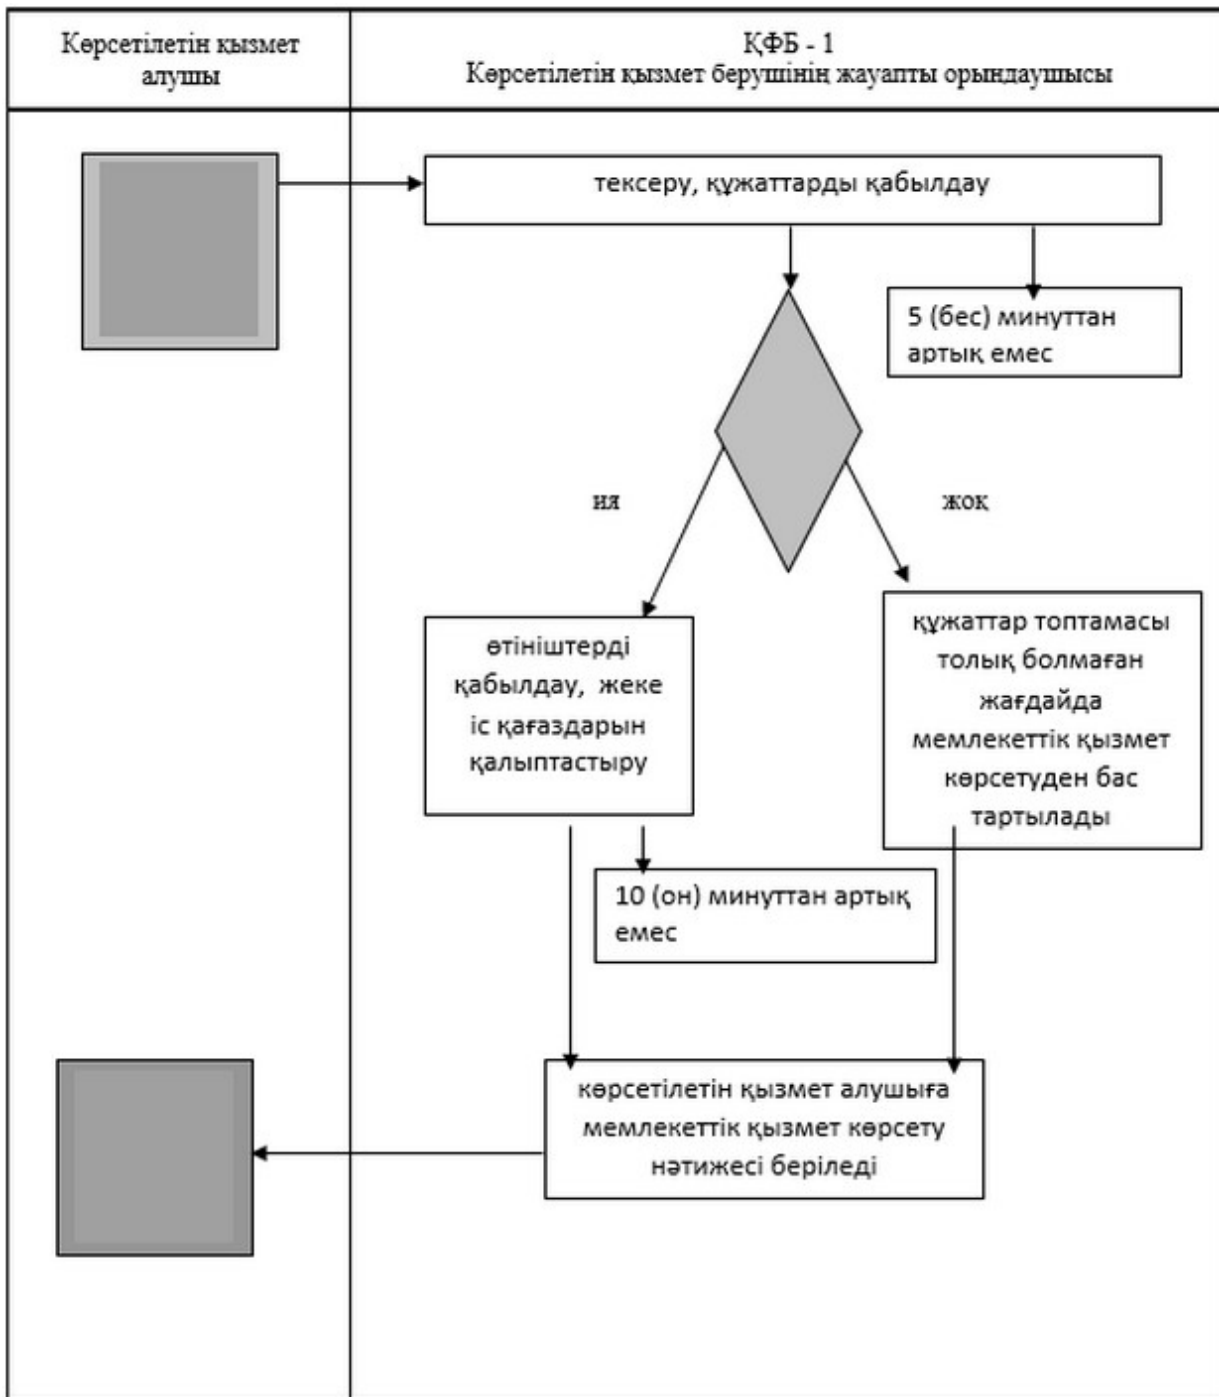 Көрсетілетін қызмет
алушы
ҚФБ - 1
Көрсетілетін қызмет берушінің жауапты орындаушысы
тексеру, құжаттарды қабылдау
5 (бес) минуттан
артық емес
ия
жоқ
өтініштерді
қабылдау, жеке
іс қағаздарын
қалыптастыру
құжаттар топтамасы
толық болмаған
жағдайда
мемлекеттік қызмет
көрсетуден бас
тартылады
10 (он) минуттан артық
емес
көрсетілетін қызмет алушыға
мемлекеттік қызмет көрсету
нәтижесі беріледі